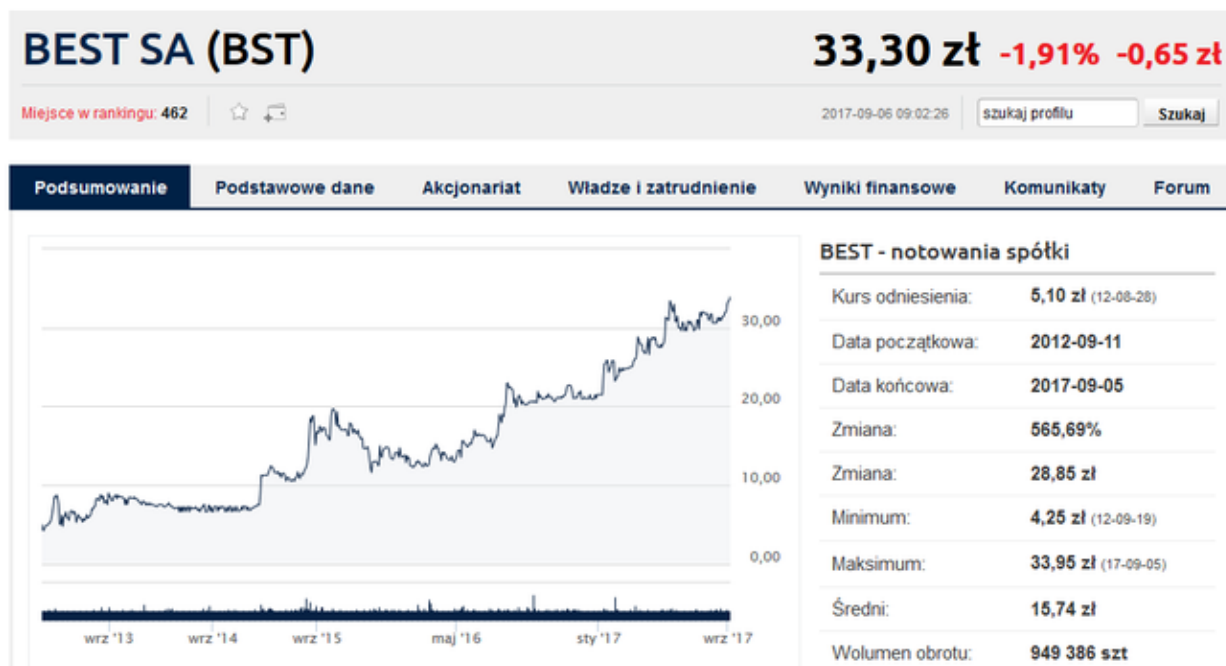 BEST SA (BST)
33,30 zł -1,91% -0,65 zł
Miejsce w rankingu: 462
2017-09-06 09:02:26
szukaj profilu
Szukaj
Podsumowanie
Podstawowe dane
Akcjonariat
Władze i zatrudnienie
Wyniki finansowe
Komunikaty
Forum
30,00
20,00
10,00
0,00
wrz '13
wrz '14
wrz '15
maj '16
sty '17
wrz '17
BEST - notowania spółki
Kurs odniesienia: 5,10 zł (12-08-28)
Data początkowa: 2012-09-11
Data końcowa: 2017-09-05
Zmiana: 565,69%
Zmiana: 28,85 zł
Minimum: 4,25 zł (12-09-19)
Maksimum: 33,95 zł (17-09-05)
Średni: 15,74 zł
Wolumen obrotu: 949 386 szt